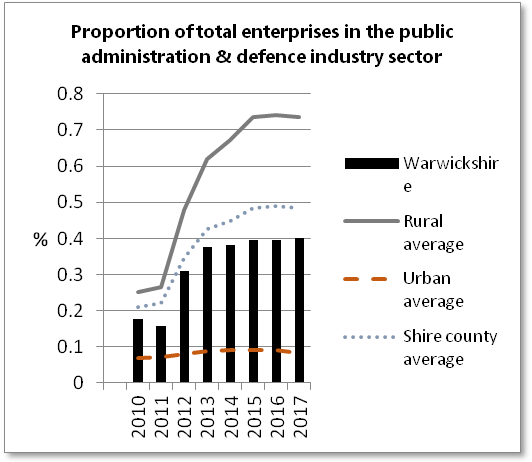 Proportion of total enterprises in the public
administration & defence industry sector
0.8
0.7
0.6
0.5
0.4
0.3
0.2
0.1
0
%
2010
2011
2012
2013
2014
2015
2016
2017
Warwickshir
e
Rural
average
Urban
average
Shire county
average